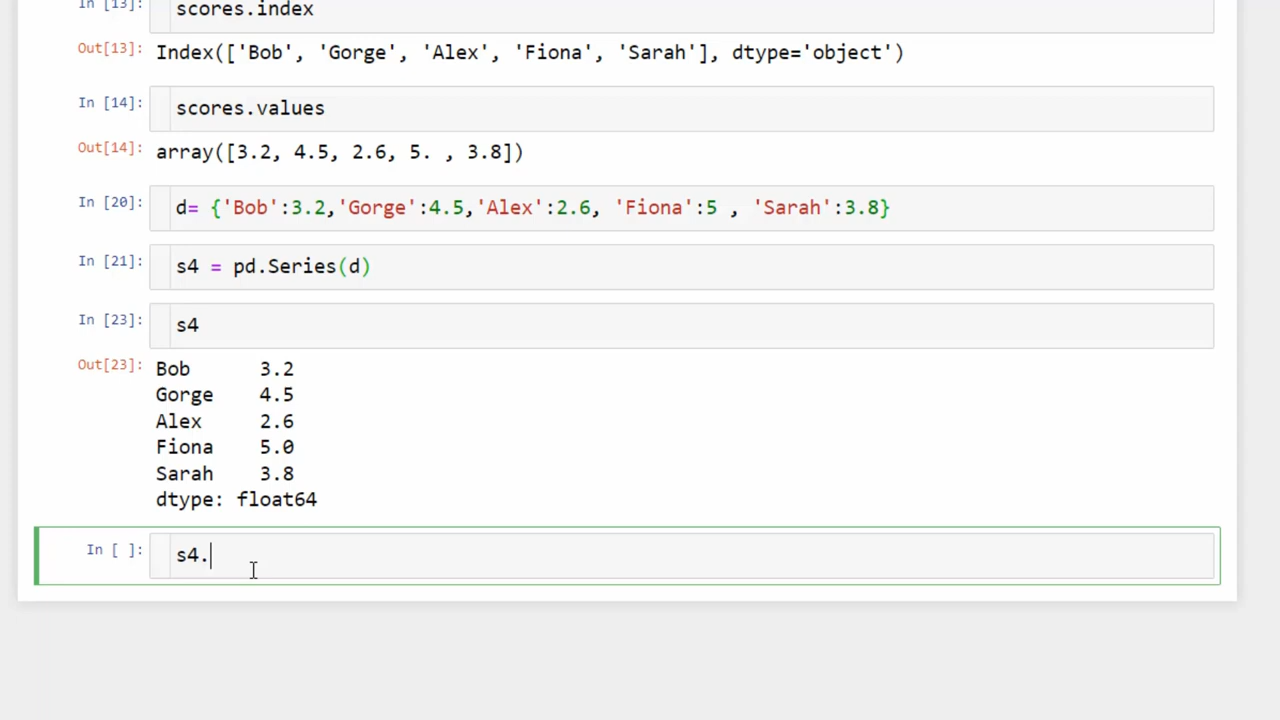 In [13]: scores.index
Out[13]: Index(['Bob', 'Gorge', 'Alex', 'Fiona', 'Sarah'], dtype='object')
In [14]: scores.values
Out[14]: array([3.2, 4.5, 2.6, 5. , 3.8])
In [20]: d= {'Bob':3.2,'Gorge':4.5,'Alex':2.6, 'Fiona':5 , 'Sarah':3.8}
In [21]: s4 = pd.Series(d)
In [23]: s4
Out[23]: Bob 3.2
Gorge 4.5
Alex 2.6
Fiona 5.0
Sarah 3.8
dtype: float64
In [ ]: s4.